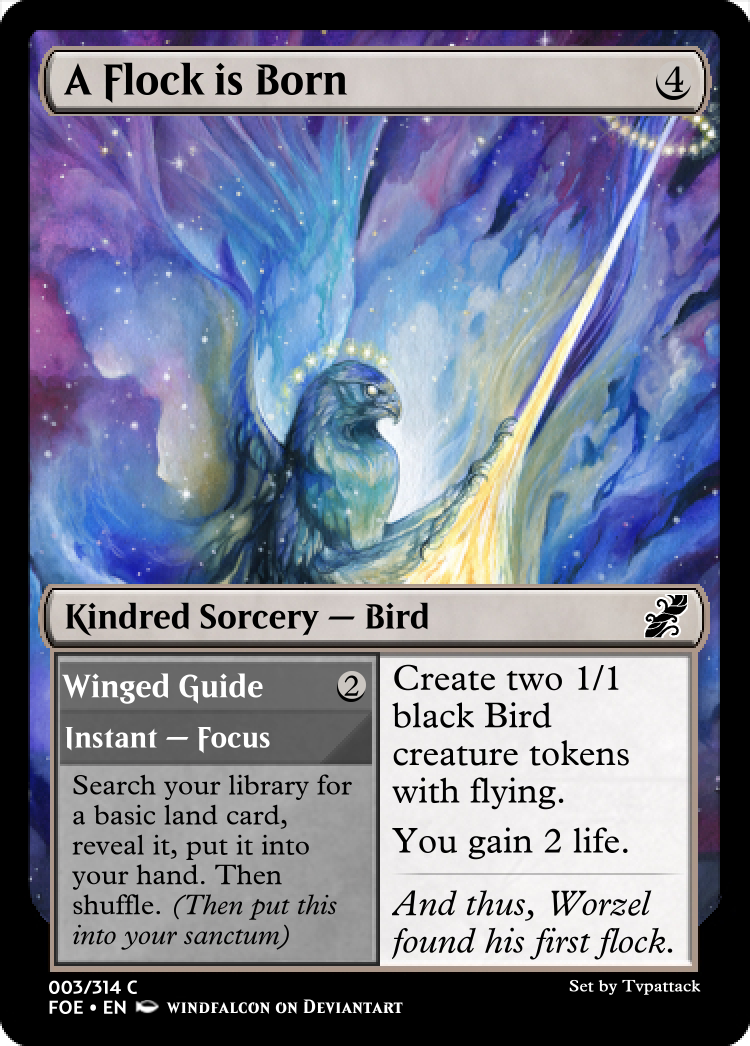 A Flock is Born 4
Kindred Sorcery — Bird
Winged Guide 2
Instant — Focus
Search your library for
a basic land card,
reveal it, put it into
your hand. Then
shuffle. (Then put this
into your sanctum)
Create two 1/1
black Bird
creature tokens
with flying.
You gain 2 life.
And thus, Worzel
found his first flock.
003/314 C
FOE • EN WINDFALCON ON DEVIANTART
Set by Tvpattack